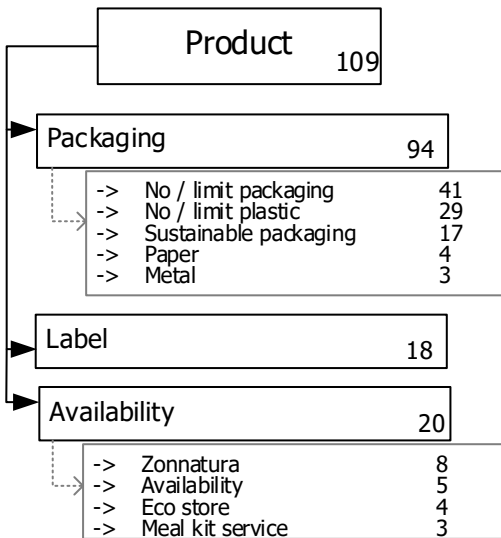 Product
109
Packaging 94
-> No / limit packaging 41
-> No / limit plastic 29
-> Sustainable packaging 17
-> Paper 4
-> Metal 3
Label 18
Availability 20
-> Zonnatura 8
-> Availability 5
-> Eco store 4
-> Meal kit service 3